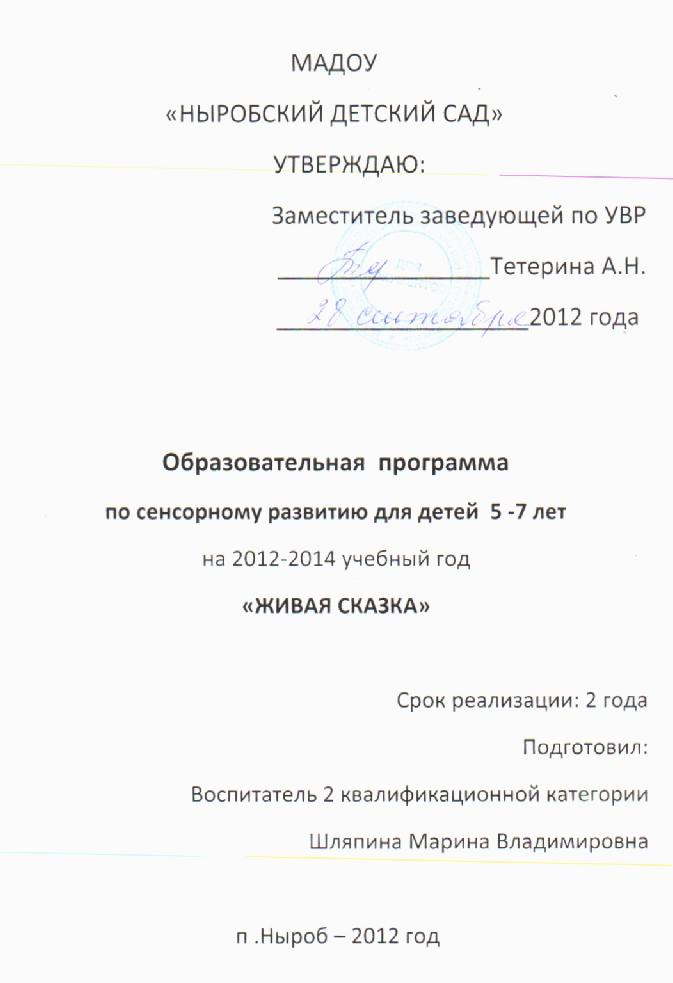 МАДОУ
«НЫРОБСКИЙ ДЕТСКИЙ САД»
УТВЕРЖДАЮ:
Заместитель заведующей по УВР
Тетерина А.Н.
28 сентября 2012 года
Образовательная программа
по сенсорному развитию для детей 5 -7 лет
на 2012-2014 учебный год
«ЖИВАЯ СКАЗКА»
Срок реализации: 2 года
Подготовил:
Воспитатель 2 квалификационной категории
Шляпина Марина Владимировна
п .Ныроб – 2012 год